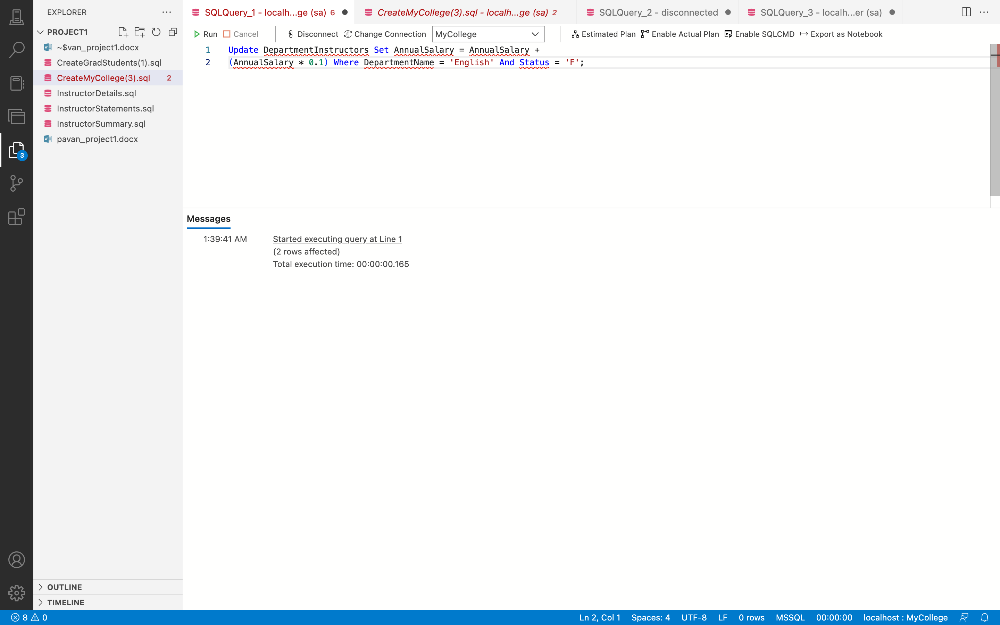 EXPLORER
PROJECT1
~$van_project1.docx
CreateGradStudents(1).sql
CreateMyCollege(3).sql 2
InstructorDetails.sql
InstructorStatements.sql
InstructorSummary.sql
pavan_project1.docx
3
OUTLINE
TIMELINE
SQLQuery_1 - localh...ge (sa) 6
CreateMyCollege(3).sql - localh...ge (sa) 2
SQLQuery_2 - disconnected
SQLQuery_3 - localh...er (sa)
Run Cancel Disconnect Change Connection MyCollege Estimated Plan Enable Actual Plan Enable SQLCMD Export as Notebook
1 Update DepartmentInstructors Set AnnualSalary = AnnualSalary +
2 (AnnualSalary * 0.1) Where DepartmentName = 'English' And Status = 'F';
Messages
1:39:41 AM Started executing query at Line 1
(2 rows affected)
Total execution time: 00:00:00.165
8 0 Ln 2, Col 1 Spaces: 4 UTF-8 LF 0 rows MSSQL 00:00:00 localhost : MyCollege